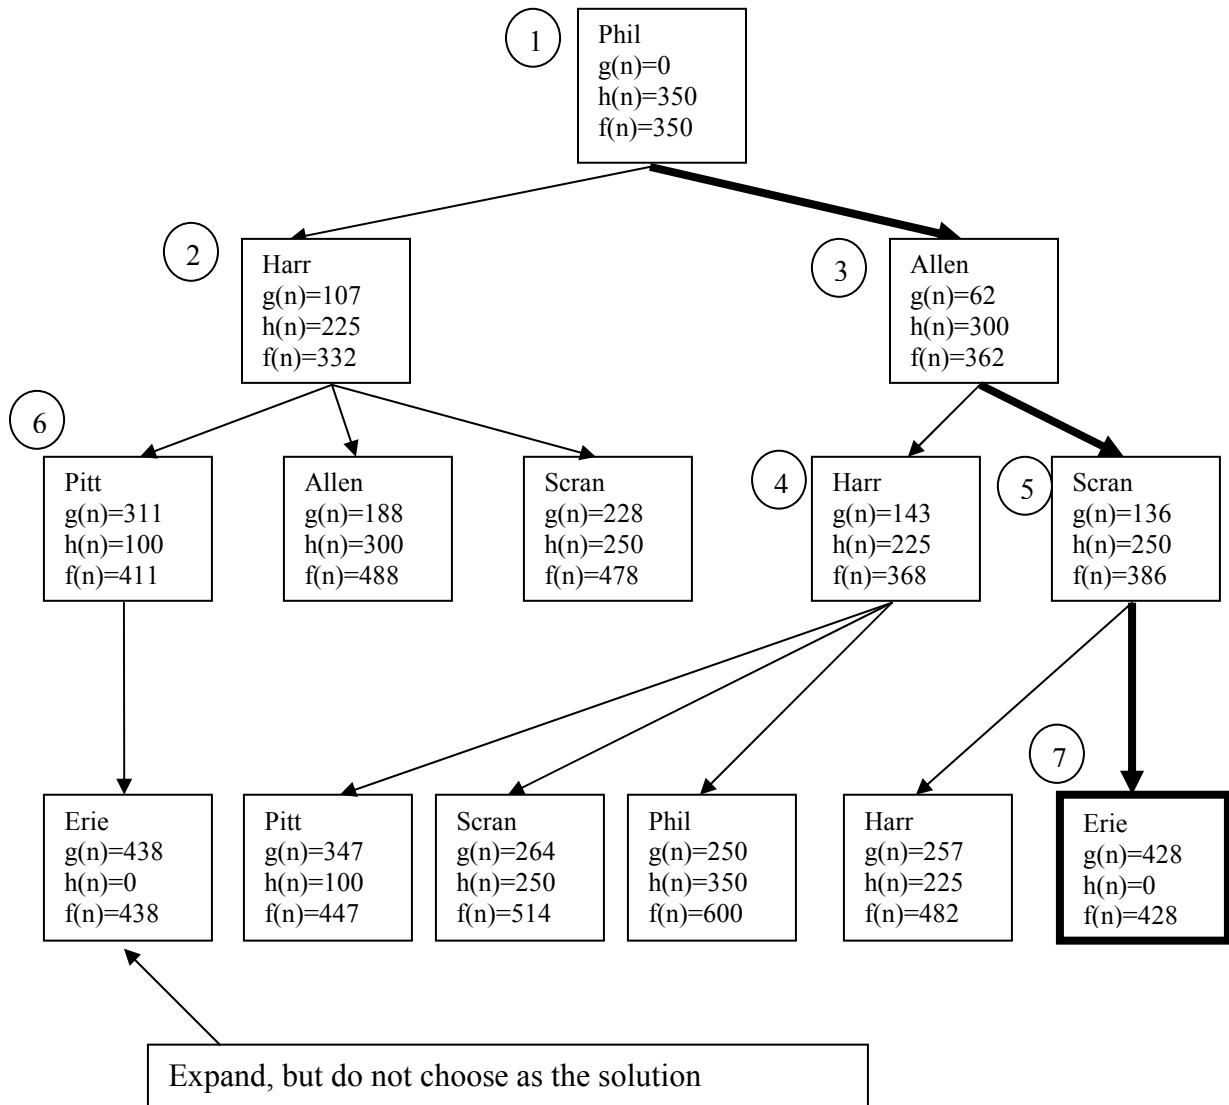 1
Phil
g(n)=0
h(n)=350
f(n)=350
2
Harr
g(n)=107
h(n)=225
f(n)=332
3
Allen
g(n)=62
h(n)=300
f(n)=362
6
Pitt
g(n)=311
h(n)=100
f(n)=411
Allen
g(n)=188
h(n)=300
f(n)=488
Scran
g(n)=228
h(n)=250
f(n)=478
4
Harr
g(n)=143
h(n)=225
f(n)=368
5
Scran
g(n)=136
h(n)=250
f(n)=386
Erie
g(n)=438
h(n)=0
f(n)=438
Pitt
g(n)=347
h(n)=100
f(n)=447
Scran
g(n)=264
h(n)=250
f(n)=514
Phil
g(n)=250
h(n)=350
f(n)=600
Harr
g(n)=257
h(n)=225
f(n)=482
7
Erie
g(n)=428
h(n)=0
f(n)=428
Expand, but do not choose as the solution